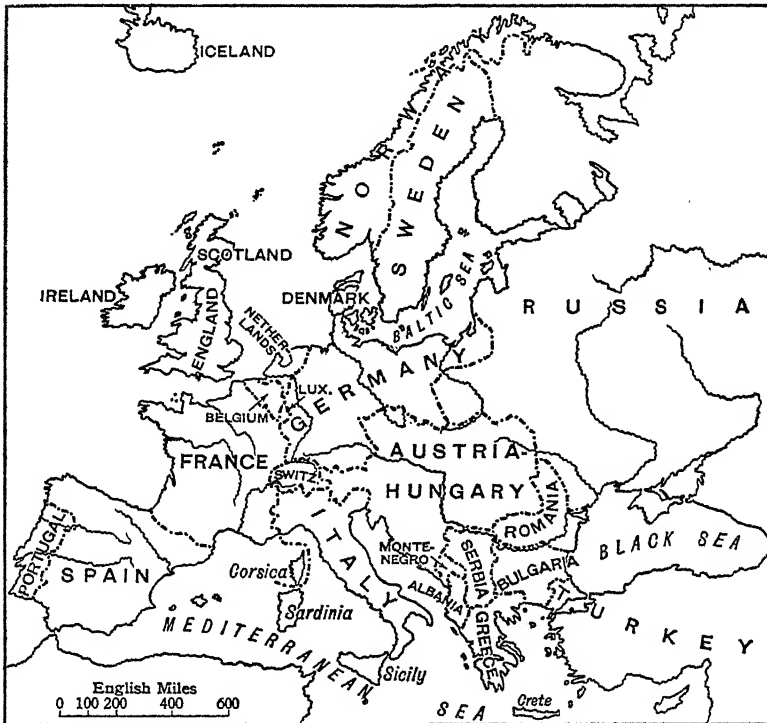 ICELAND
NORWAY
SWEDEN
SCOTLAND
IRELAND
ENGLAND
DENMARK
BALTIC SEA
RUSSIA
NETHER-
LANDS
GERMANY
LUX.
BELGIUM
FRANCE
SWITZ.
AUSTRIA-
HUNGARY
ROMANIA
PORTUGAL
SPAIN
ITALY
Corsica
Sardinia
Sicily
MONTE-
NEGRO
SERBIA
ALBANIA
BULGARIA
GREECE
BLACK SEA
TURKEY
MEDITERRANEAN
SEA
Crete
English Miles
0 100 200 400 600